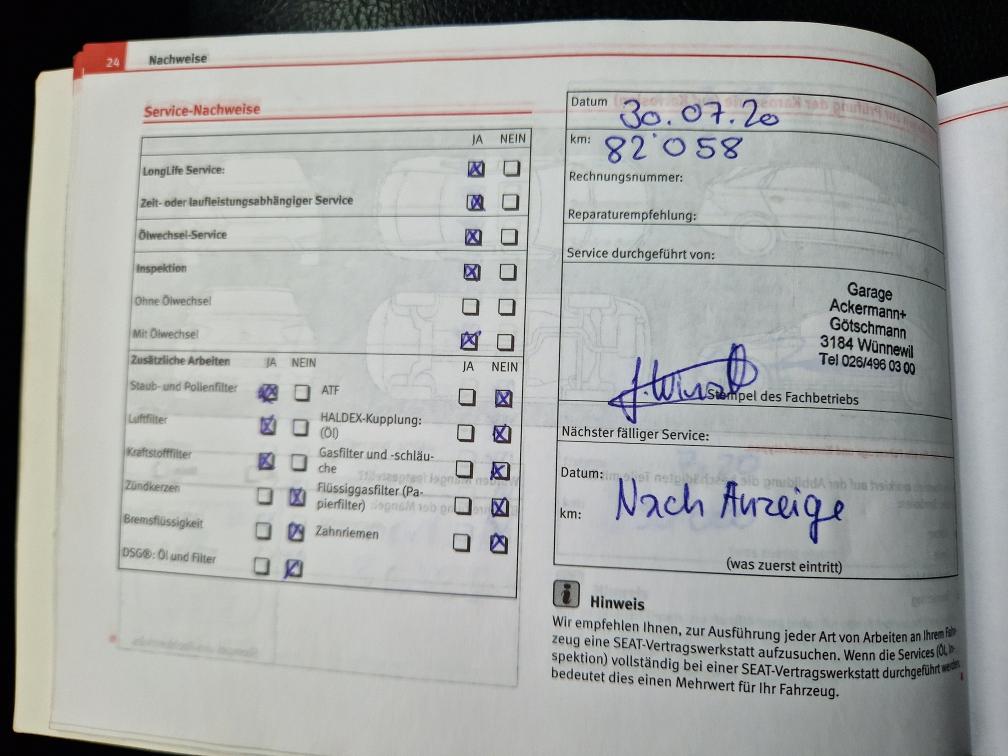 24 Nachweise
Service-Nachweise
JA NEIN
LongLife Service:
Zeit- oder laufleistungsabhängiger Service
Ölwechsel-Service
Inspektion
Ohne Ölwechsel
Mit Ölwechsel
Zusätzliche Arbeiten JA NEIN JA NEIN
Staub- und Pollenfilter
ATF
Luftfilter
HALDEX-Kupplung:
(Öl)
Kraftstofffilter
Gasfilter und -schläu-
che
Zündkerzen
Flüssiggasfilter (Pa-
pierfilter)
Bremsflüssigkeit
Zahnriemen
DSG®: Öl und Filter
Datum 30.07.20
km: 82'058
Rechnungsnummer:
Reparaturempfehlung:
Service durchgeführt von:
Garage
Ackermann+
Götschmann
3184 Wünnewil
Tel 026/496 03 00
Stempel des Fachbetriebs
Nächster fälliger Service:
Datum:
Nach Anzeige
km:
(was zuerst eintritt)
Hinweis
Wir empfehlen Ihnen, zur Ausführung jeder Art von Arbeiten an Ihrem Fahr-
zeug eine SEAT-Vertragswerkstatt aufzusuchen. Wenn die Services (Öl, In-
spektion) vollständig bei einer SEAT-Vertragswerkstatt durchgeführt werden,
bedeutet dies einen Mehrwert für Ihr Fahrzeug.